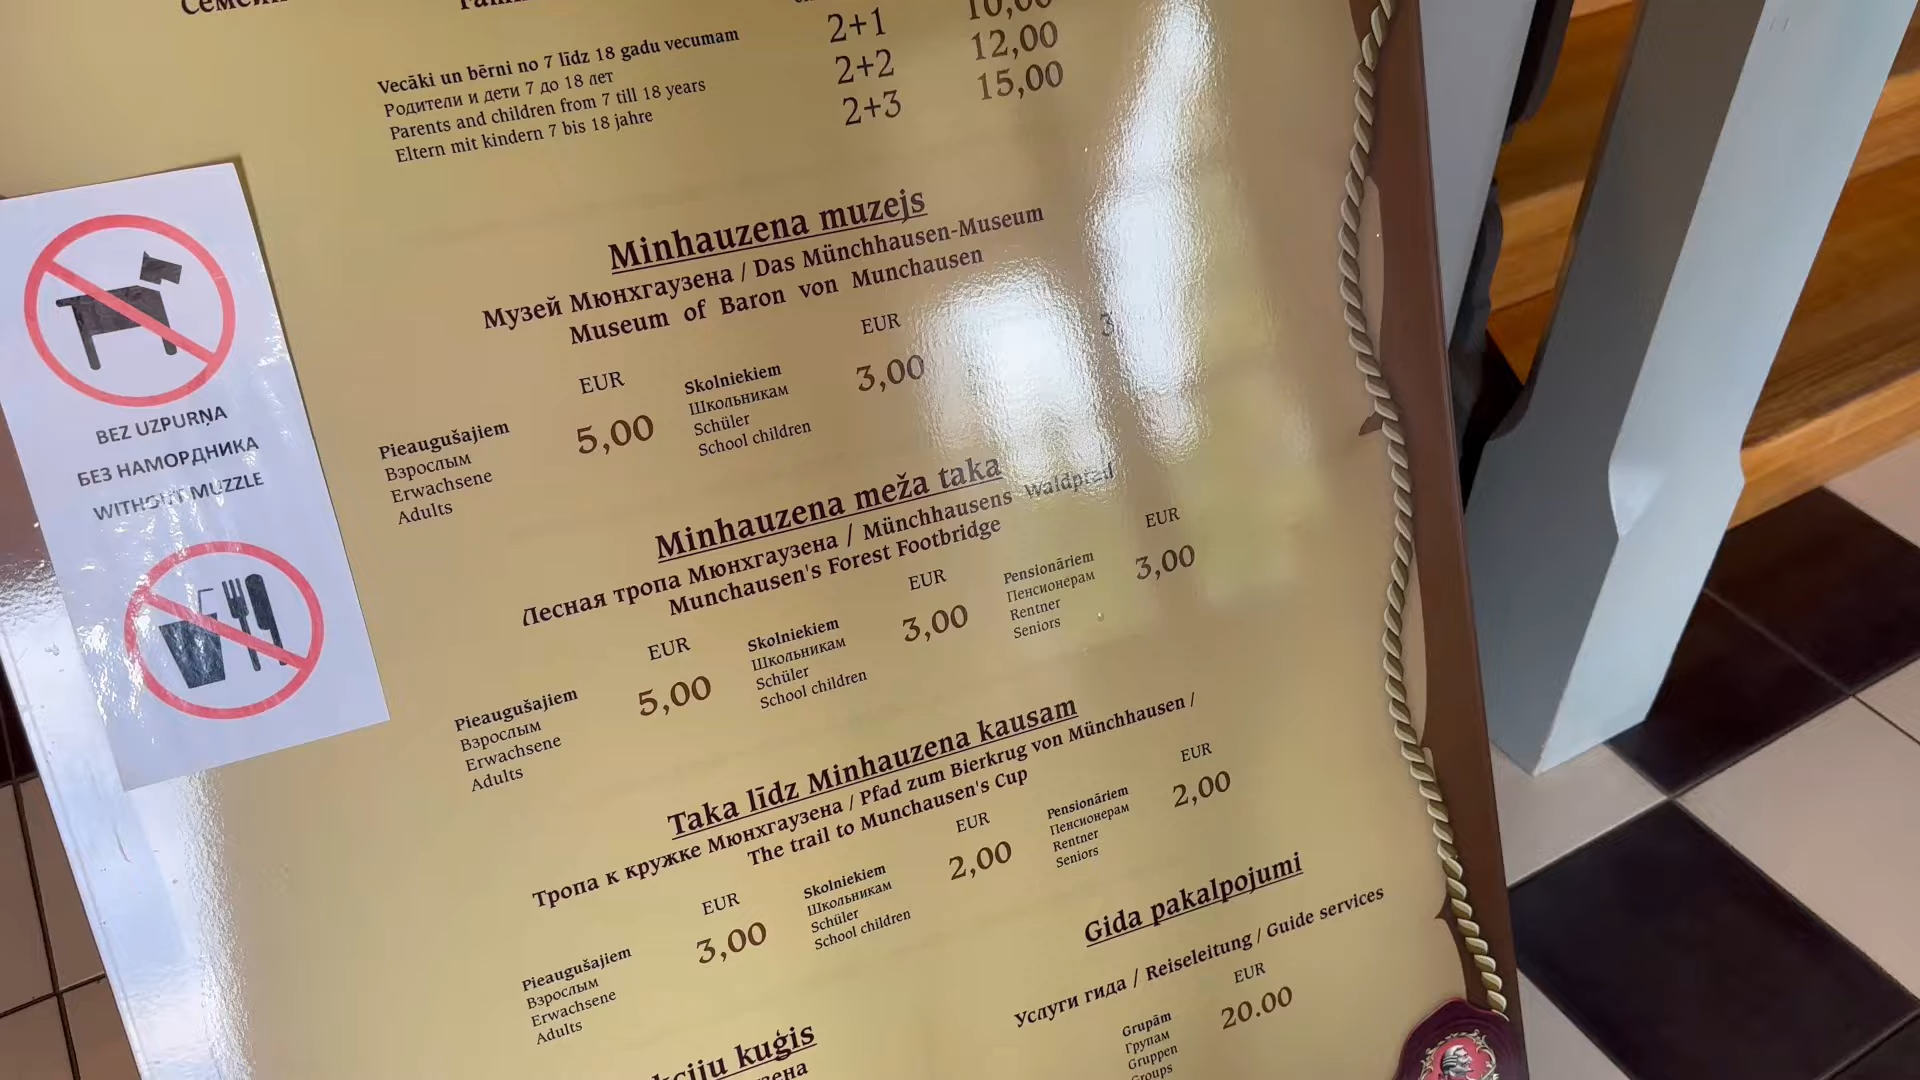 Vecāki un bērni no 7 līdz 18 gadu vecumam
Родители и дети 7 до 18 лет
Parents and children from 7 till 18 years
Eltern mit kindern 7 bis 18 jahre
2+1 10,00
2+2 12,00
2+3 15,00
BEZ UZPURŅA
БЕЗ НАМОРДНИКА
WITHOUT MUZZLE
Minhauzena muzejs
Музей Мюнхгаузена / Das Münchhausen-Museum
Museum of Baron von Munchausen
Pieaugušajiem
Взрослым
Erwachsene
Adults
EUR
5,00
Skolniekiem
Школьникам
Schüler
School children
EUR
3,00
Minhauzena meža taka
Лесная тропа Мюнхгаузена / Münchhausens Waldpfad
Munchausen's Forest Footbridge
Pieaugušajiem
Взрослым
Erwachsene
Adults
EUR
5,00
Skolniekiem
Школьникам
Schüler
School children
EUR
3,00
Pensionāriem
Пенсионерам
Rentner
Seniors
EUR
3,00
Taka līdz Minhauzena kausam
Тропа к кружке Мюнхгаузена / Pfad zum Bierkrug von Münchhausen /
The trail to Munchausen's Cup
Pieaugušajiem
Взрослым
Erwachsene
Adults
EUR
3,00
Skolniekiem
Школьникам
Schüler
School children
EUR
2,00
Pensionāriem
Пенсионерам
Rentner
Seniors
EUR
2,00
Gida pakalpojumi
Услуги гида / Reiseleitung / Guide services
Grupām
Группам
Gruppen
Groups
EUR
20.00
kuģis